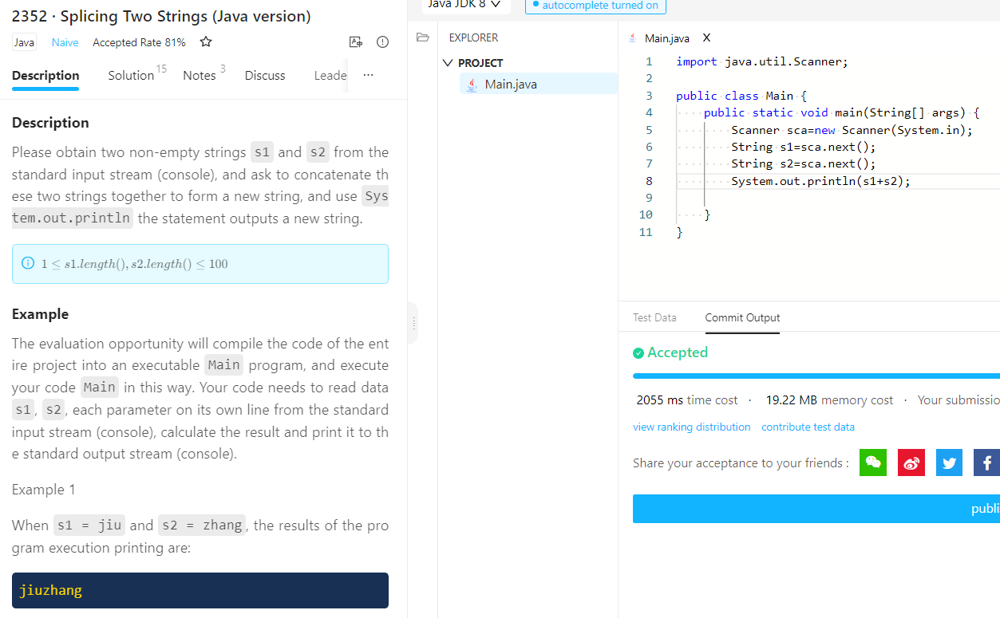 2352 · Splicing Two Strings (Java version)
Java Naive Accepted Rate 81%
Description Solution 15 Notes 3 Discuss Leade ...
Description
Please obtain two non-empty strings s1 and s2 from the
standard input stream (console), and ask to concatenate th
ese two strings together to form a new string, and use Sys
tem.out.println the statement outputs a new string.
1 ≤ s1.length(), s2.length() ≤ 100
Example
The evaluation opportunity will compile the code of the ent
ire project into an executable Main program, and execute
your code Main in this way. Your code needs to read data
s1, s2, each parameter on its own line from the standard
input stream (console), calculate the result and print it to th
e standard output stream (console).
Example 1
When s1 = jiu and s2 = zhang, the results of the pro
gram execution printing are:
jiuzhang
Java JDK 8 autocomplete turned on
EXPLORER
PROJECT
Main.java
Main.java X
1 import java.util.Scanner;
2
3 public class Main {
4 public static void main(String[] args) {
5 Scanner sca=new Scanner(System.in);
6 String s1=sca.next();
7 String s2=sca.next();
8 System.out.println(s1+s2);
9
10 }
11 }
Test Data Commit Output
Accepted
2055 ms time cost · 19.22 MB memory cost · Your submissio
view ranking distribution contribute test data
Share your acceptance to your friends :
publi